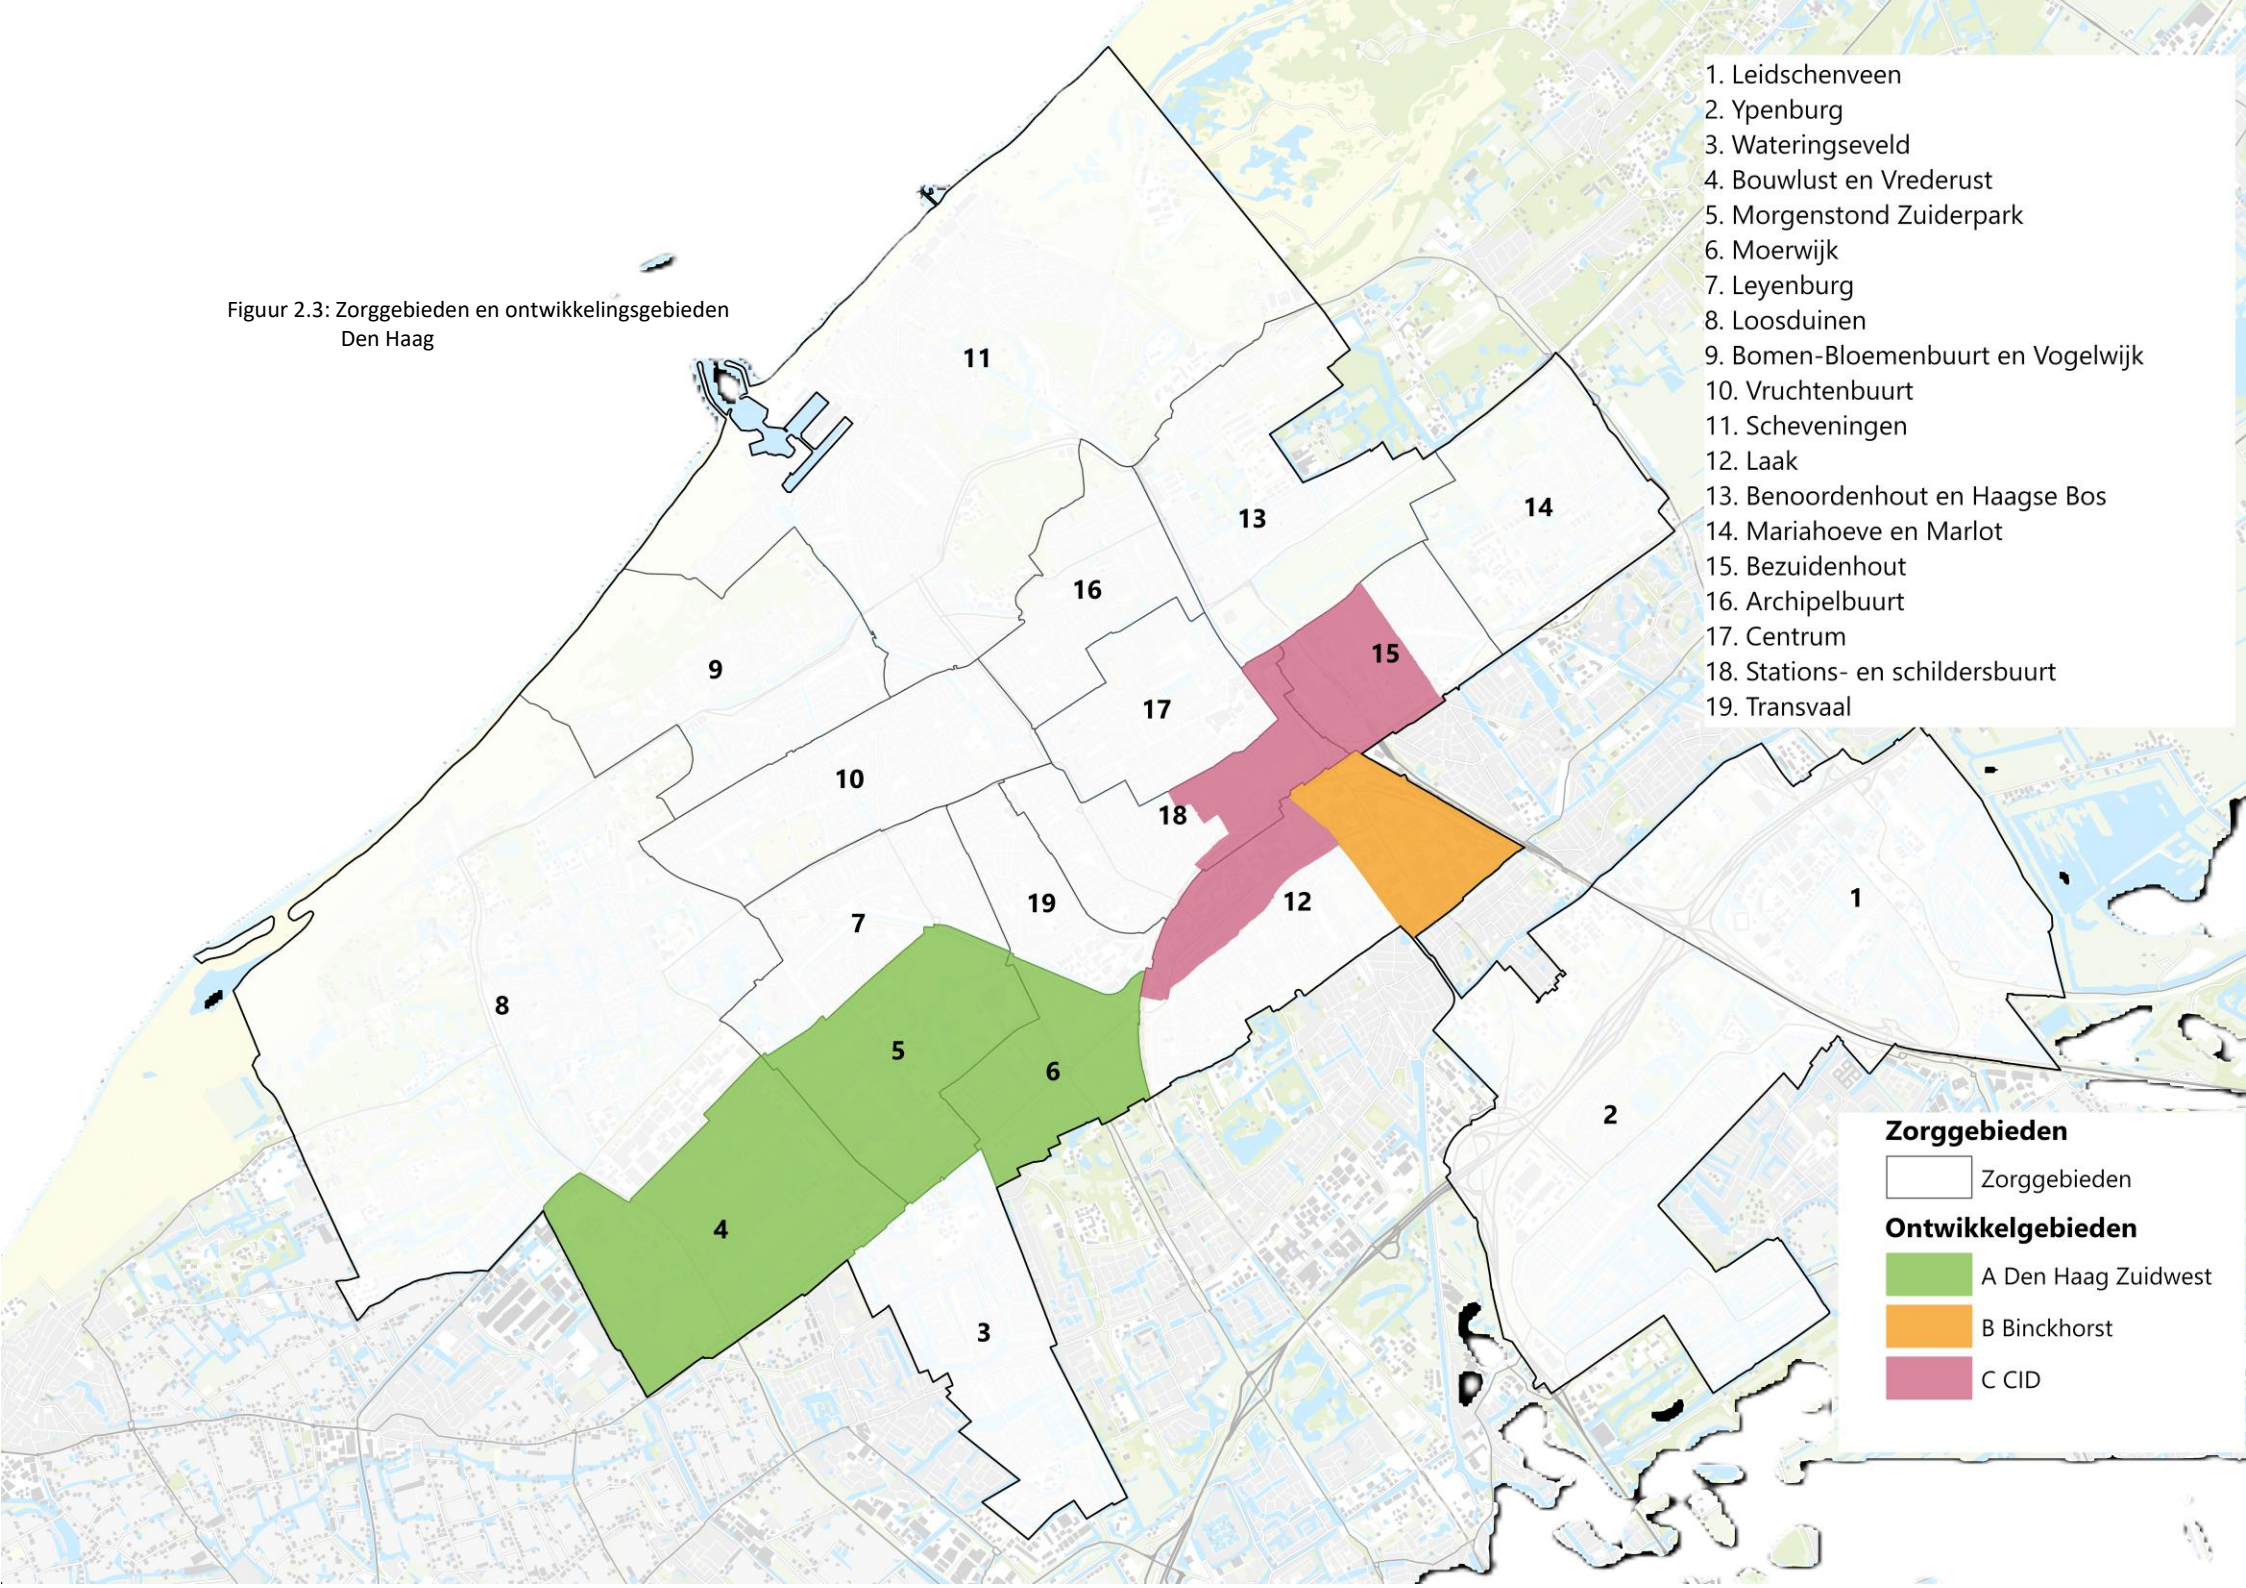 Figuur 2.3: Zorggebieden en ontwikkelingsgebieden
Den Haag
1. Leidschenveen
2. Ypenburg
3. Wateringseveld
4. Bouwlust en Vrederust
5. Morgenstond Zuiderpark
6. Moerwijk
7. Leyenburg
8. Loosduinen
9. Bomen-Bloemenbuurt en Vogelwijk
10. Vruchtenbuurt
11. Scheveningen
12. Laak
13. Benoordenhout en Haagse Bos
14. Mariahoeve en Marlot
15. Bezuidenhout
16. Archipelbuurt
17. Centrum
18. Stations- en schildersbuurt
19. Transvaal
11
13
14
16
15
9
17
10
18
19
12
7
1
8
5
6
2
4
3
Zorggebieden
Zorggebieden
Ontwikkelgebieden
A Den Haag Zuidwest
B Binckhorst
C CID